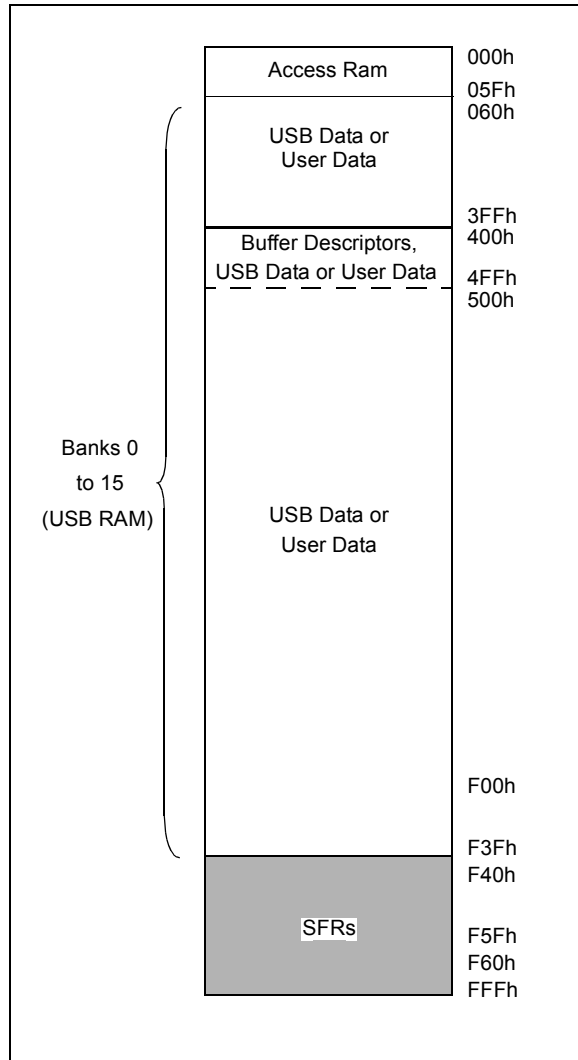 Access Ram
000h
05Fh
060h
USB Data or
User Data
3FFh
400h
Buffer Descriptors,
USB Data or User Data
4FFh
500h
Banks 0
to 15
(USB RAM)
USB Data or
User Data
F00h
F3Fh
F40h
SFRs
F5Fh
F60h
FFFh